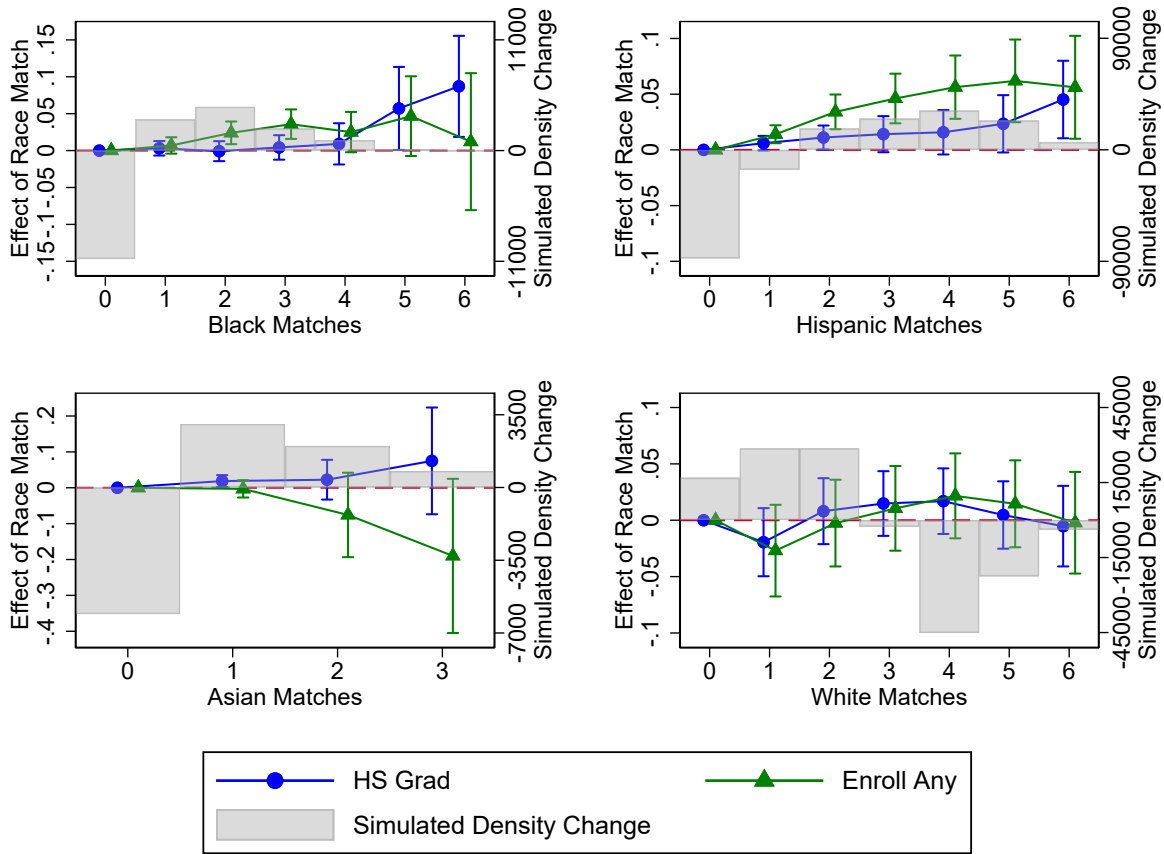 Effect of Race Match
.15
.1
.05
0
-.05
-.1
-.15
11000
0
-11000
Simulated Density Change
0 1 2 3 4 5 6
Black Matches
Effect of Race Match
.1
.05
0
-.05
-.1
90000
0
-900000
Simulated Density Change
0 1 2 3 4 5 6
Hispanic Matches
Effect of Race Match
.2
.1
0
-.1
-.2
-.3
-.4
3500
0
-3500
-7000
Simulated Density Change
0 1 2 3
Asian Matches
Effect of Race Match
.1
.05
0
-.05
-.1
45000
15000
-15000
-45000
Simulated Density Change
0 1 2 3 4 5 6
White Matches
HS Grad
Enroll Any
Simulated Density Change